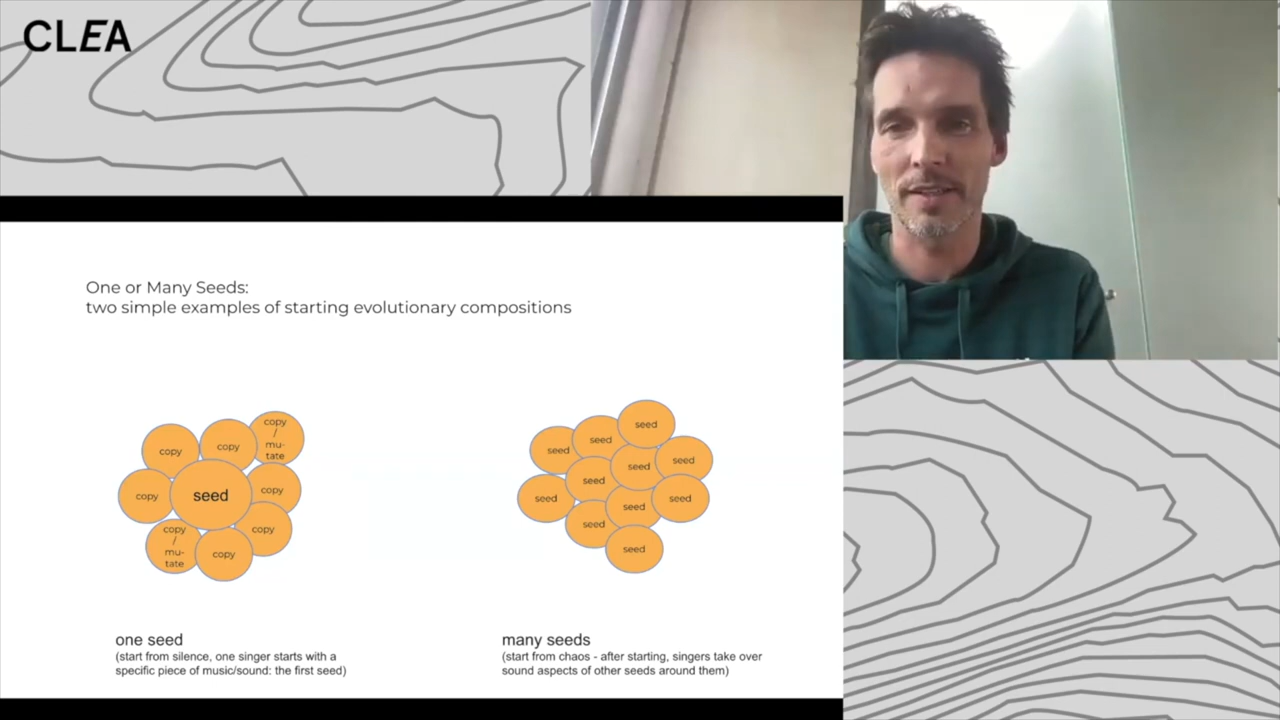 CLEA
One or Many Seeds:
two simple examples of starting evolutionary compositions
copy
copy
copy
/
mu-
tate
copy
seed
copy
copy
/
mu-
tate
copy
copy
seed
seed
seed
seed
seed
seed
seed
seed
seed
seed
seed
seed
one seed
(start from silence, one singer starts with a
specific piece of music/sound: the first seed)
many seeds
(start from chaos - after starting, singers take over
sound aspects of other seeds around them)